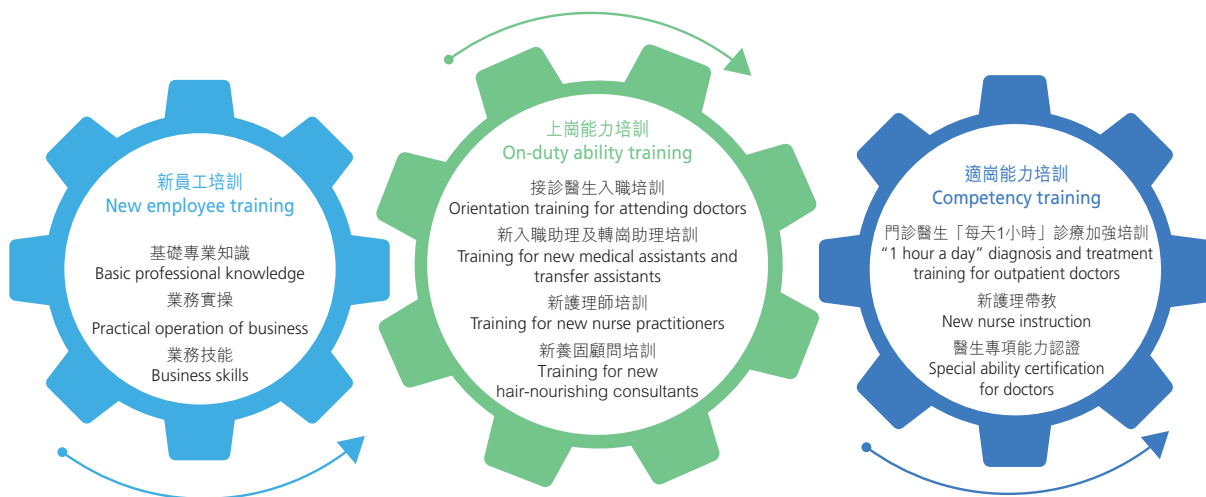 新員工培訓
New employee training
基礎專業知識
Basic professional knowledge
業務實操
Practical operation of business
業務技能
Business skills
上崗能力培訓
On-duty ability training
接診醫生入職培訓
Orientation training for attending doctors
新入職助理及轉崗助理培訓
Training for new medical assistants and
transfer assistants
新護理師培訓
Training for new nurse practitioners
新養固顧問培訓
Training for new
hair-nourishing consultants
適崗能力培訓
Competency training
門診醫生「每天1小時」診療加強培訓
“1 hour a day” diagnosis and treatment
training for outpatient doctors
新護理帶教
New nurse instruction
醫生專項能力認證
Special ability certification
for doctors